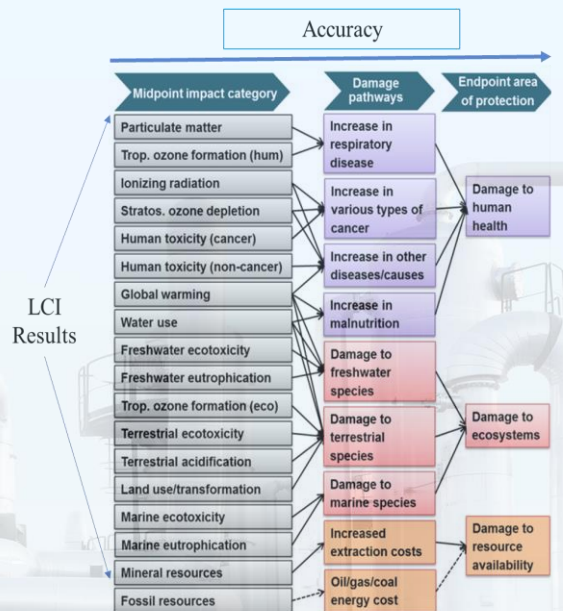 Accuracy
Midpoint impact category
Damage
pathways
Endpoint area
of protection
LCI
Results
Particulate matter
Trop. ozone formation (hum)
Ionizing radiation
Stratos. ozone depletion
Human toxicity (cancer)
Human toxicity (non-cancer)
Global warming
Water use
Freshwater ecotoxicity
Freshwater eutrophication
Trop. ozone formation (eco)
Terrestrial ecotoxicity
Terrestrial acidification
Land use/transformation
Marine ecotoxicity
Marine eutrophication
Mineral resources
Fossil resources
Increase in
respiratory
disease
Increase in
various types of
cancer
Increase in other
diseases/causes
Increase in
malnutrition
Damage to
freshwater
species
Damage to
terrestrial
species
Damage to
marine species
Increased
extraction costs
Oil/gas/coal
energy cost
Damage to
human
health
Damage to
ecosystems
Damage to
resource
availability